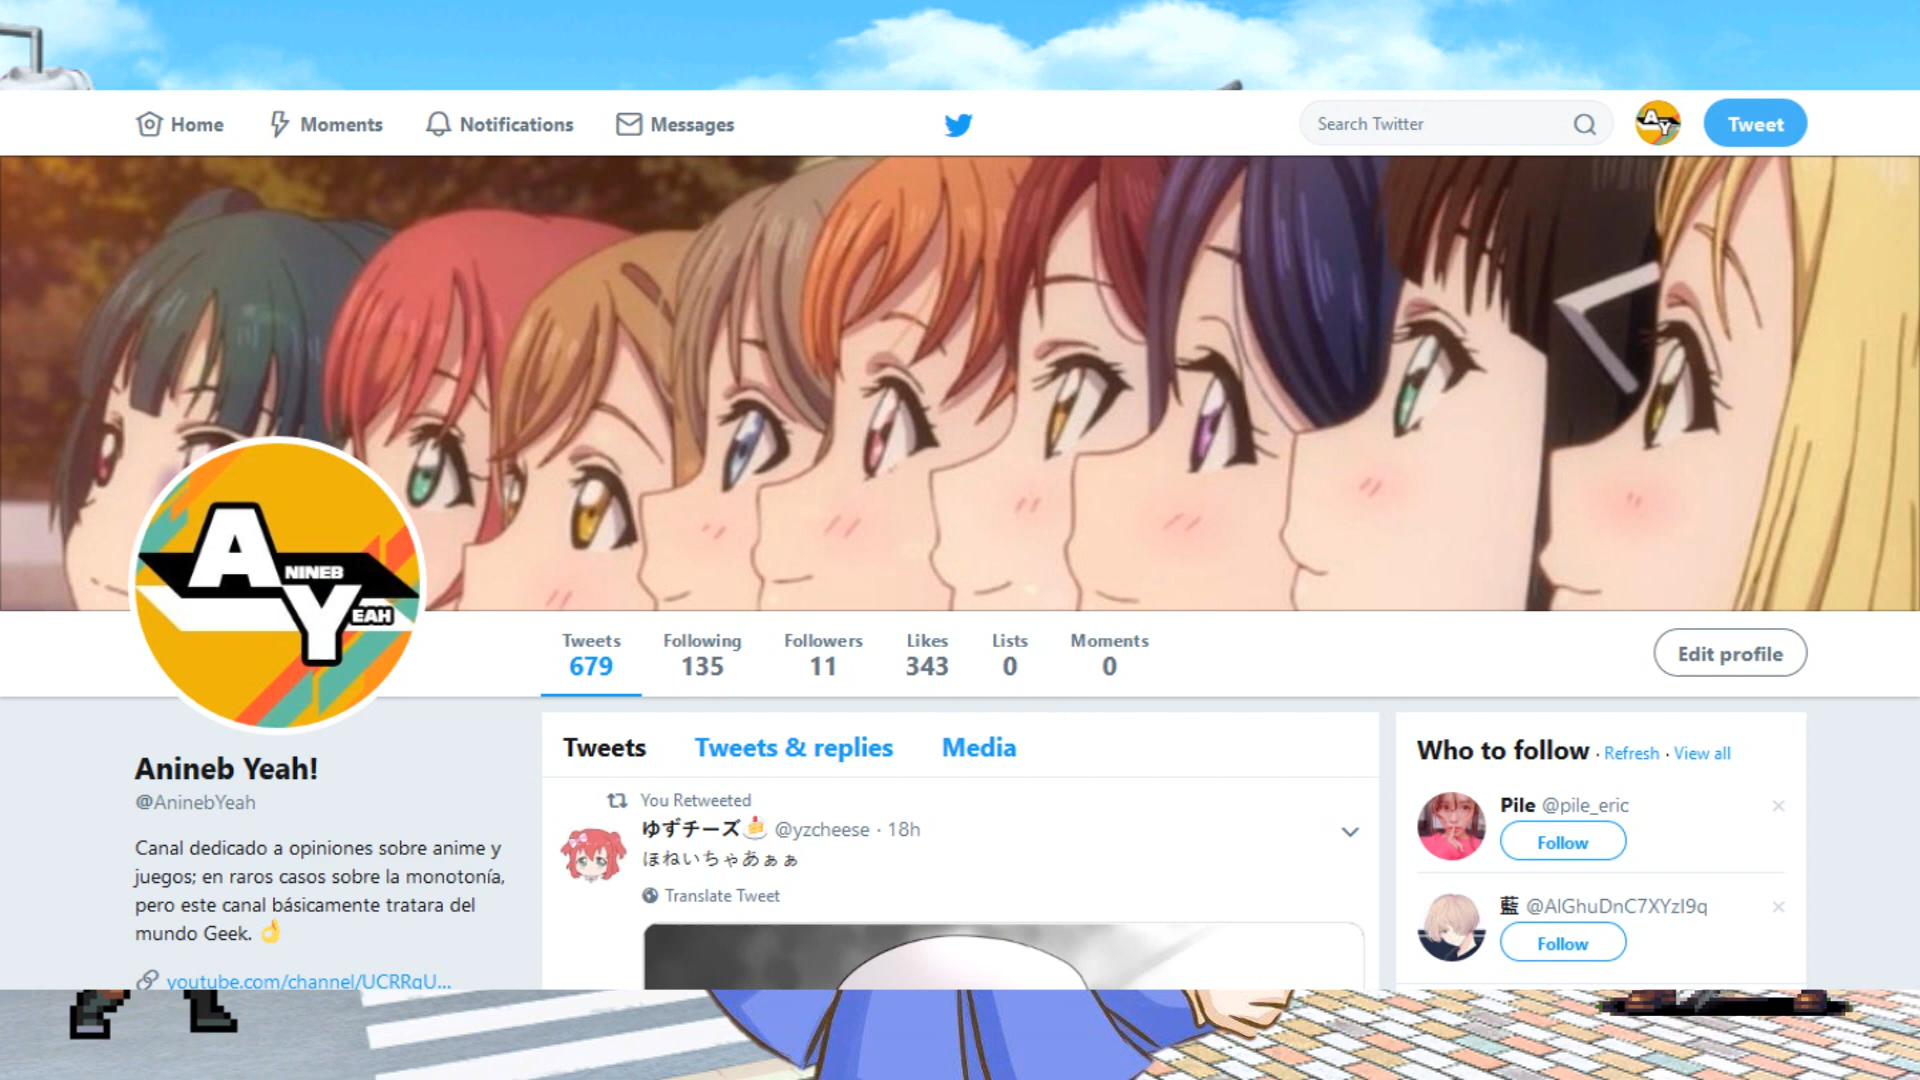 Home
Moments
Notifications
Messages
Search Twitter
AY
Tweet
A
NINEB
Y
EAH
Tweets
679
Following
135
Followers
11
Likes
343
Lists
0
Moments
0
Edit profile
Anineb Yeah!
@AninebYeah
Canal dedicado a opiniones sobre anime y
juegos; en raros casos sobre la monotonía,
pero este canal básicamente tratara del
mundo Geek. 👌
youtube.com/channel/UCRRqU...
Tweets
Tweets & replies
Media
You Retweeted
ゆずチーズ🍰 @yzcheese · 18h
ほねいちゃあぁぁ
Translate Tweet
Who to follow · Refresh · View all
Pile @pile_eric
Follow
藍 @AlGhuDnC7XYzI9q
Follow